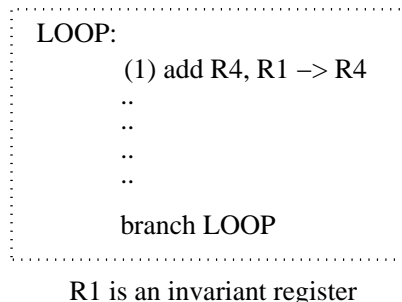 LOOP:
(1) add R4, R1 −> R4
..
..
..
..
branch LOOP
R1 is an invariant register